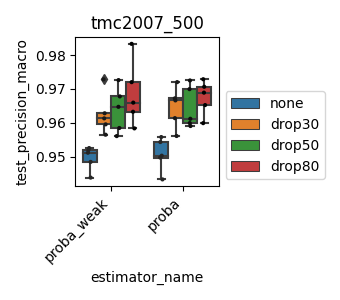 tmc2007_500
test_precision_macro
0.98
0.97
0.96
0.95
proba_weak
proba
estimator_name
none
drop30
drop50
drop80